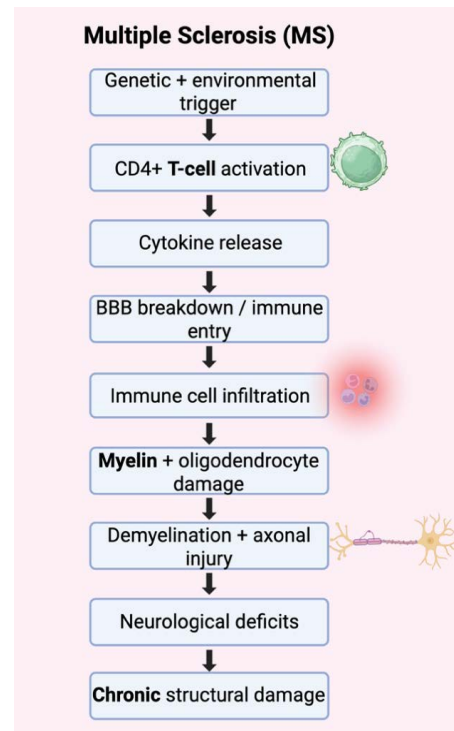 Multiple Sclerosis (MS)
Genetic + environmental
trigger
CD4+ T-cell activation
Cytokine release
BBB breakdown / immune
entry
Immune cell infiltration
Myelin + oligodendrocyte
damage
Demyelination + axonal
injury
Neurological deficits
Chronic structural damage